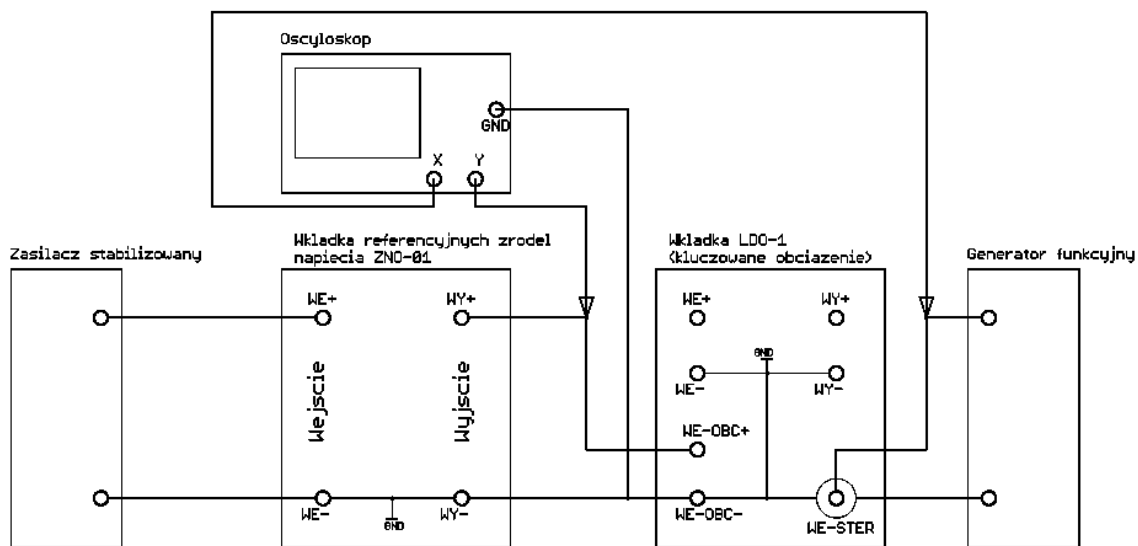 Oscyloskop
GND
X Y
Zasilacz stabilizowany
Wkladka referencyjnych zrodel
napiecia ZNO-01
Wkladka LDO-1
(kluczowane obciazenie)
Generator funkcyjny
WE+ WY+
WE+ WY+
GND
Wejscie
Wyjscie
WE- WY-
WE-OBC+
WE- GND WY-
WE-OBC-
WE-STER